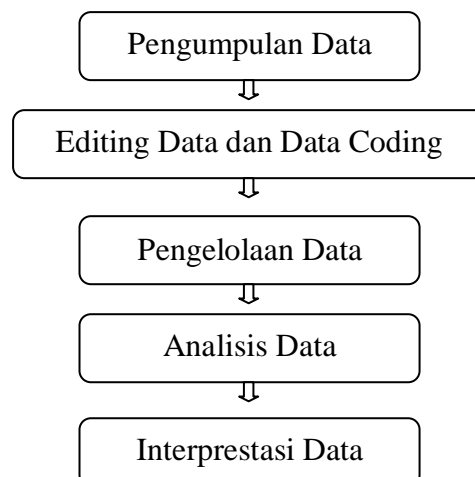 Pengumpulan Data
Editing Data dan Data Coding
Pengelolaan Data
Analisis Data
Interprestasi Data